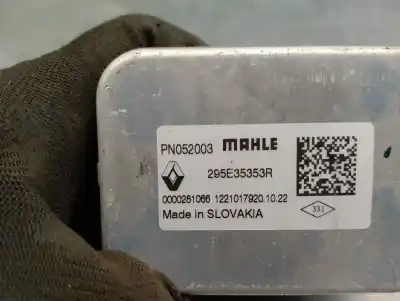 PN052003 MAHLE
295E35353R
0000251066 1221017920.10.22
Made in SLOVAKIA
331